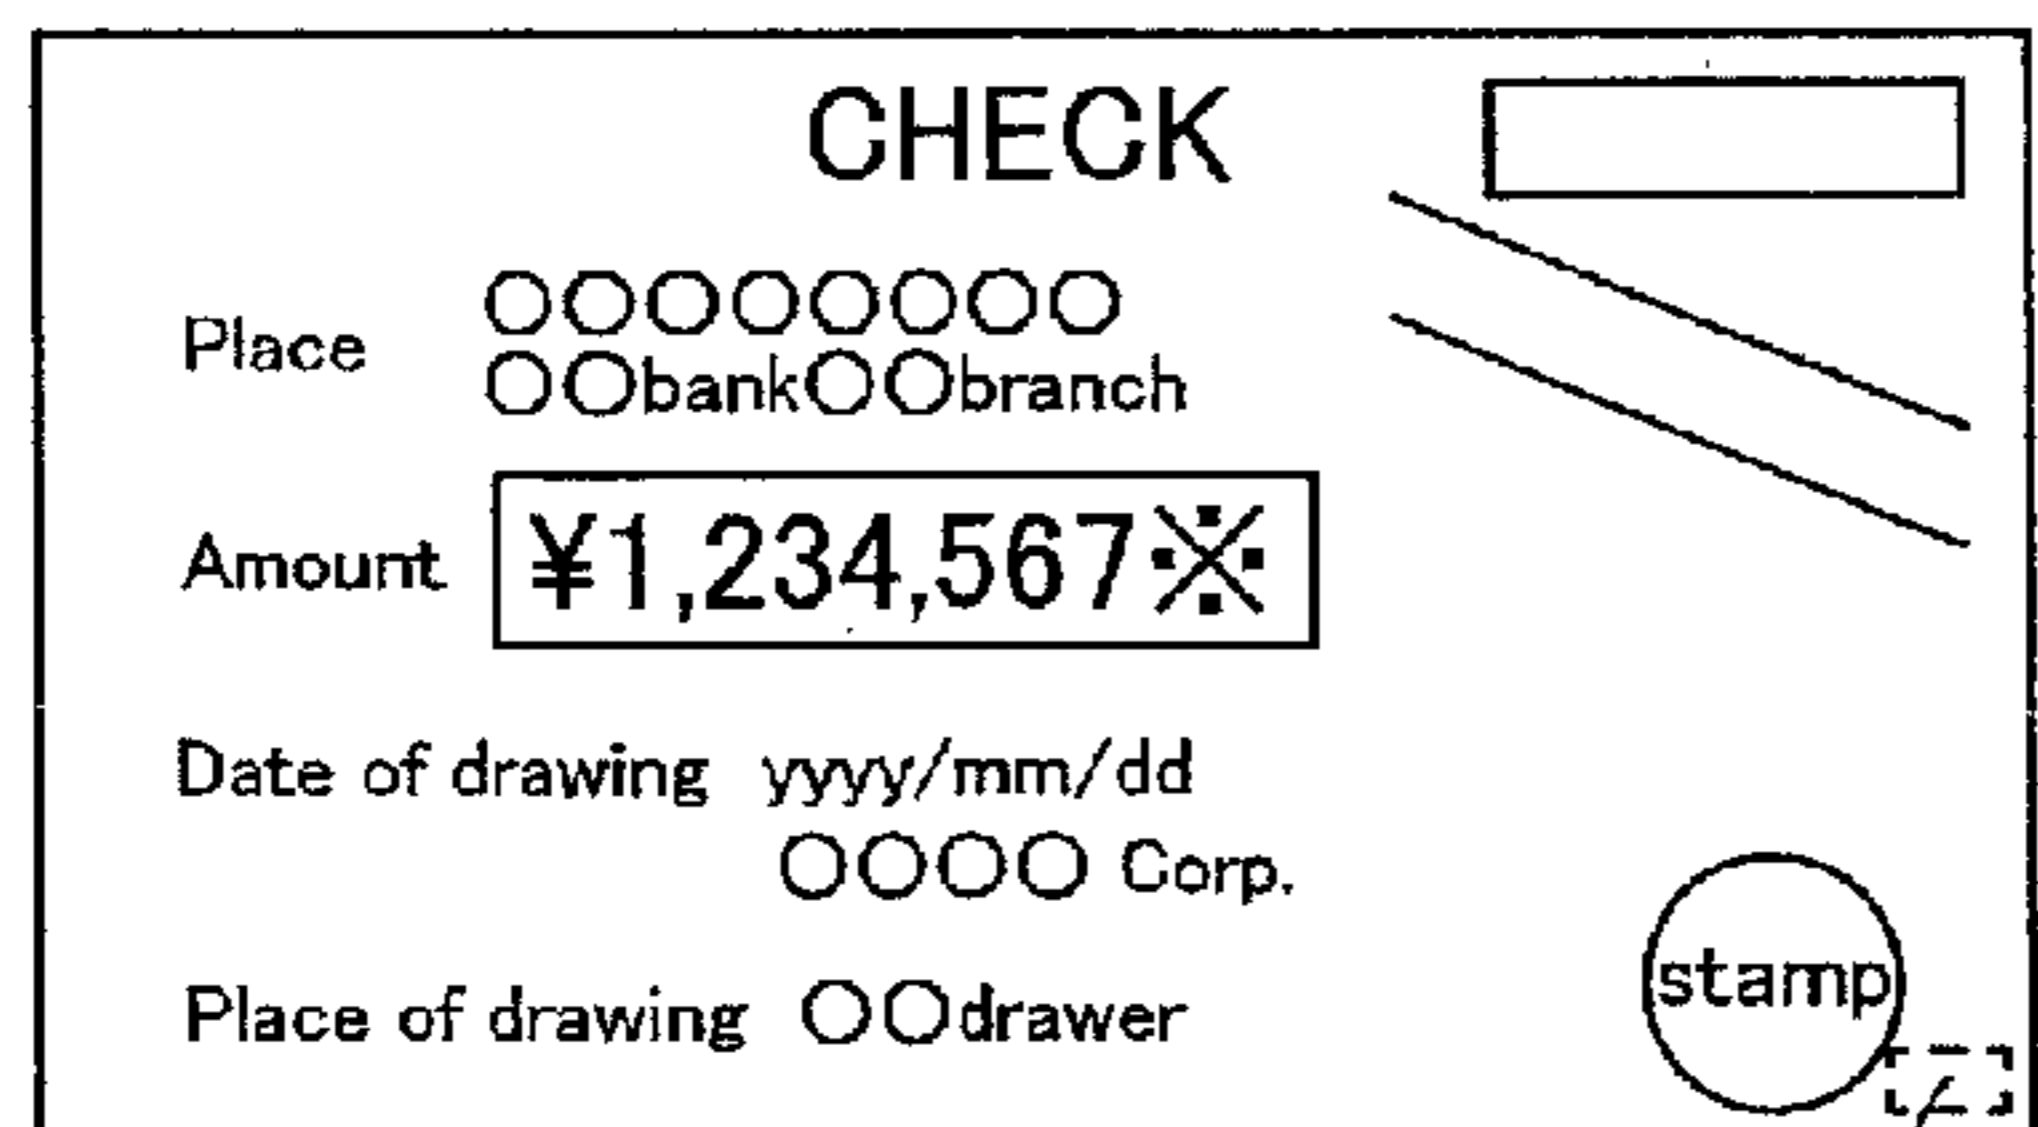 CHECK
Place
○○○○○○○○
○○bank○○branch
Amount
¥1,234,567※
Date of drawing yyyy/mm/dd
○○○○ Corp.
Place of drawing ○○drawer
stamp